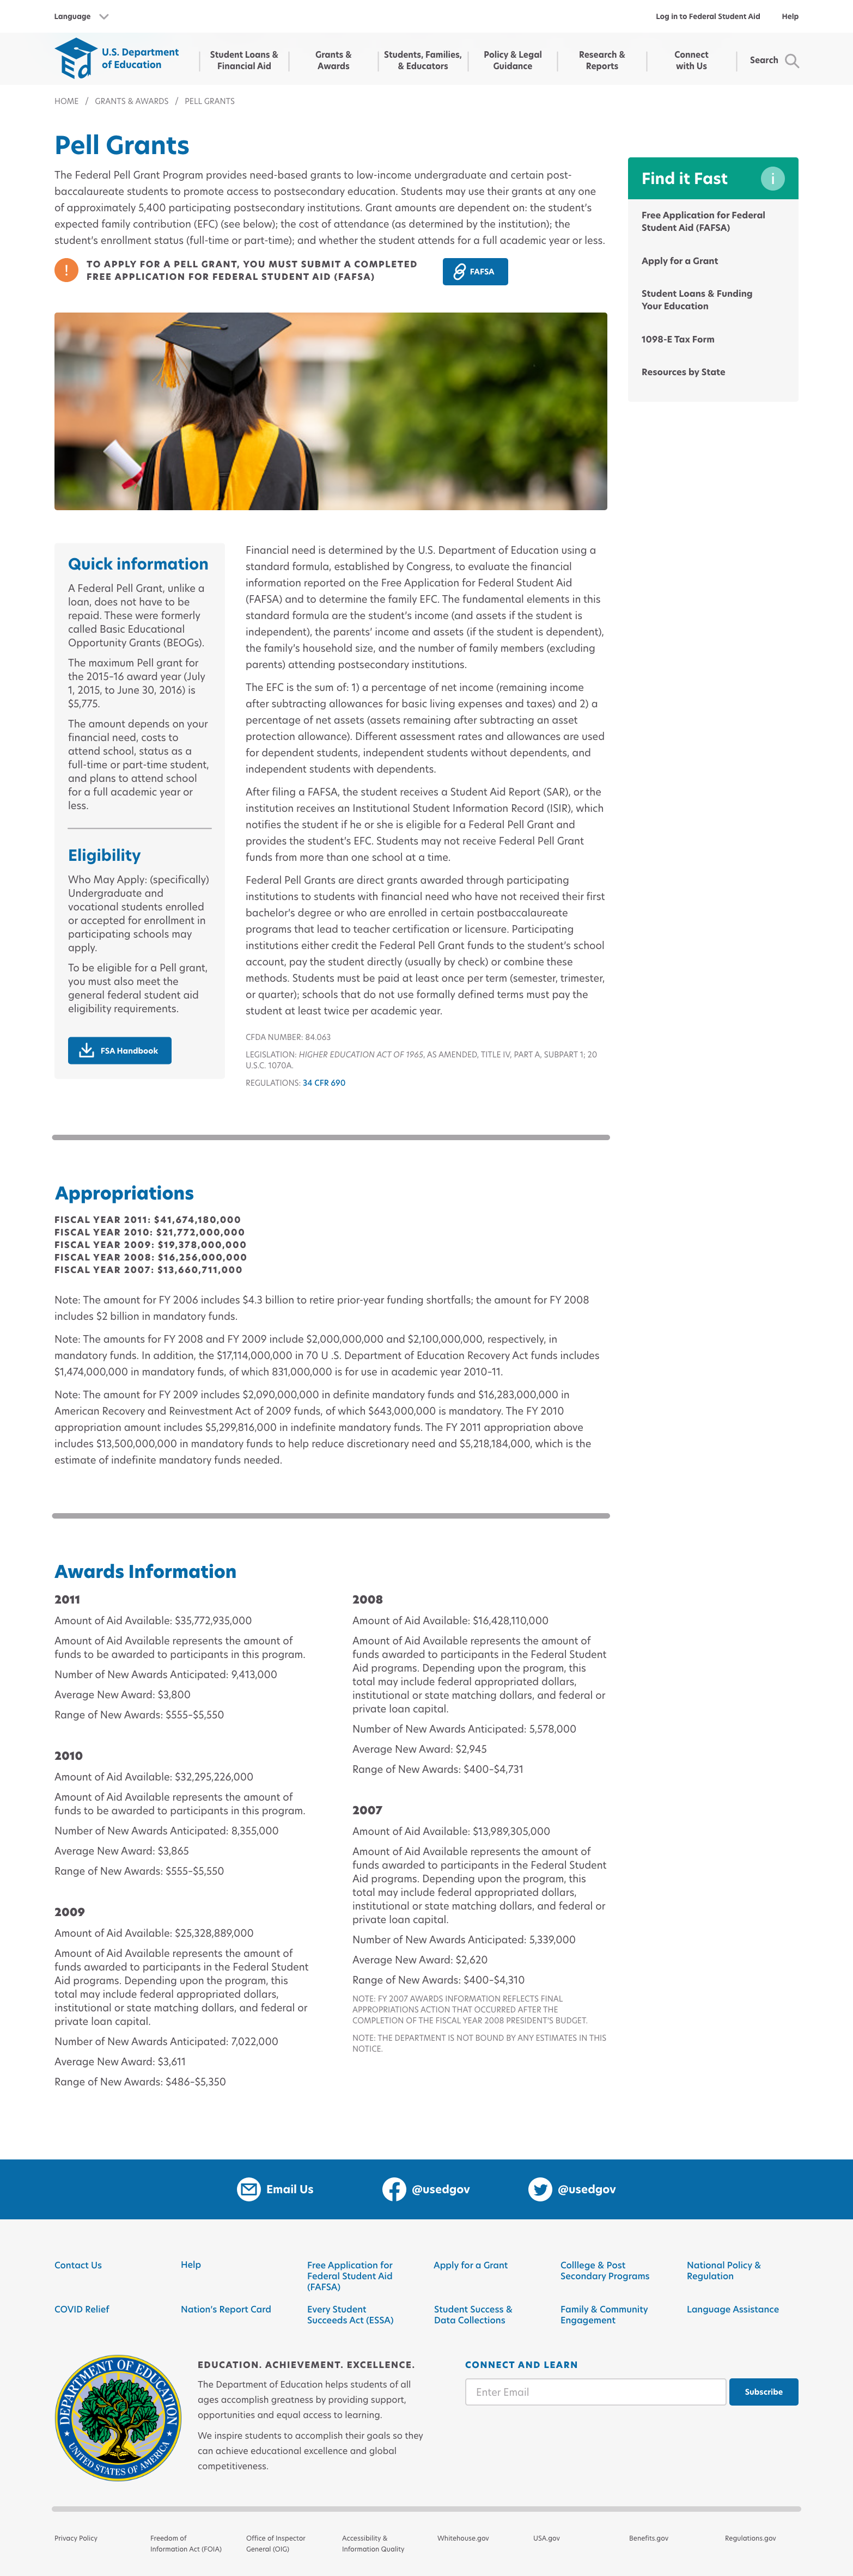 Language
Log in to Federal Student Aid
Help
U.S. Department
of Education
Student Loans &
Financial Aid
Grants &
Awards
Students, Families,
& Educators
Policy & Legal
Guidance
Research &
Reports
Connect
with Us
Search
HOME / GRANTS & AWARDS / PELL GRANTS
Pell Grants
The Federal Pell Grant Program provides need-based grants to low-income undergraduate and certain post-
baccalaureate students to promote access to postsecondary education. Students may use their grants at any one
of approximately 5,400 participating postsecondary institutions. Grant amounts are dependent on: the student's
expected family contribution (EFC) (see below); the cost of attendance (as determined by the institution); the
student's enrollment status (full-time or part-time); and whether the student attends for a full academic year or less.
! TO APPLY FOR A PELL GRANT, YOU MUST SUBMIT A COMPLETED
FREE APPLICATION FOR FEDERAL STUDENT AID (FAFSA)
FAFSA
Find it Fast i
Free Application for Federal
Student Aid (FAFSA)
Apply for a Grant
Student Loans & Funding
Your Education
1098-E Tax Form
Resources by State
Quick information
A Federal Pell Grant, unlike a
loan, does not have to be
repaid. These were formerly
called Basic Educational
Opportunity Grants (BEOGs).
The maximum Pell grant for
the 2015–16 award year (July
1, 2015, to June 30, 2016) is
$5,775.
The amount depends on your
financial need, costs to
attend school, status as a
full-time or part-time student,
and plans to attend school
for a full academic year or
less.
Eligibility
Who May Apply: (specifically)
Undergraduate and
vocational students enrolled
or accepted for enrollment in
participating schools may
apply.
To be eligible for a Pell grant,
you must also meet the
general federal student aid
eligibility requirements.
FSA Handbook
Financial need is determined by the U.S. Department of Education using a
standard formula, established by Congress, to evaluate the financial
information reported on the Free Application for Federal Student Aid
(FAFSA) and to determine the family EFC. The fundamental elements in this
standard formula are the student's income (and assets if the student is
independent), the parents' income and assets (if the student is dependent),
the family's household size, and the number of family members (excluding
parents) attending postsecondary institutions.
The EFC is the sum of: 1) a percentage of net income (remaining income
after subtracting allowances for basic living expenses and taxes) and 2) a
percentage of net assets (assets remaining after subtracting an asset
protection allowance). Different assessment rates and allowances are used
for dependent students, independent students without dependents, and
independent students with dependents.
After filing a FAFSA, the student receives a Student Aid Report (SAR), or the
institution receives an Institutional Student Information Record (ISIR), which
notifies the student if he or she is eligible for a Federal Pell Grant and
provides the student's EFC. Students may not receive Federal Pell Grant
funds from more than one school at a time.
Federal Pell Grants are direct grants awarded through participating
institutions to students with financial need who have not received their first
bachelor's degree or who are enrolled in certain postbaccalaureate
programs that lead to teacher certification or licensure. Participating
institutions either credit the Federal Pell Grant funds to the student's school
account, pay the student directly (usually by check) or combine these
methods. Students must be paid at least once per term (semester, trimester,
or quarter); schools that do not use formally defined terms must pay the
student at least twice per academic year.
CFDA NUMBER: 84.063
LEGISLATION: HIGHER EDUCATION ACT OF 1965, AS AMENDED, TITLE IV, PART A, SUBPART 1; 20
U.S.C. 1070A.
REGULATIONS: 34 CFR 690
Appropriations
FISCAL YEAR 2011: $41,674,180,000
FISCAL YEAR 2010: $21,772,000,000
FISCAL YEAR 2009: $19,378,000,000
FISCAL YEAR 2008: $16,256,000,000
FISCAL YEAR 2007: $13,660,711,000
Note: The amount for FY 2006 includes $4.3 billion to retire prior-year funding shortfalls; the amount for FY 2008
includes $2 billion in mandatory funds.
Note: The amounts for FY 2008 and FY 2009 include $2,000,000,000 and $2,100,000,000, respectively, in
mandatory funds. In addition, the $17,114,000,000 in 70 U .S. Department of Education Recovery Act funds includes
$1,474,000,000 in mandatory funds, of which 831,000,000 is for use in academic year 2010–11.
Note: The amount for FY 2009 includes $2,090,000,000 in definite mandatory funds and $16,283,000,000 in
American Recovery and Reinvestment Act of 2009 funds, of which $643,000,000 is mandatory. The FY 2010
appropriation amount includes $5,299,816,000 in indefinite mandatory funds. The FY 2011 appropriation above
includes $13,500,000,000 in mandatory funds to help reduce discretionary need and $5,218,184,000, which is the
estimate of indefinite mandatory funds needed.
Awards Information
2011
Amount of Aid Available: $35,772,935,000
Amount of Aid Available represents the amount of
funds to be awarded to participants in this program.
Number of New Awards Anticipated: 9,413,000
Average New Award: $3,800
Range of New Awards: $555–$5,550
2010
Amount of Aid Available: $32,295,226,000
Amount of Aid Available represents the amount of
funds to be awarded to participants in this program.
Number of New Awards Anticipated: 8,355,000
Average New Award: $3,865
Range of New Awards: $555–$5,550
2009
Amount of Aid Available: $25,328,889,000
Amount of Aid Available represents the amount of
funds awarded to participants in the Federal Student
Aid programs. Depending upon the program, this
total may include federal appropriated dollars,
institutional or state matching dollars, and federal or
private loan capital.
Number of New Awards Anticipated: 7,022,000
Average New Award: $3,611
Range of New Awards: $486–$5,350
2008
Amount of Aid Available: $16,428,110,000
Amount of Aid Available represents the amount of
funds awarded to participants in the Federal Student
Aid programs. Depending upon the program, this
total may include federal appropriated dollars,
institutional or state matching dollars, and federal or
private loan capital.
Number of New Awards Anticipated: 5,578,000
Average New Award: $2,945
Range of New Awards: $400–$4,731
2007
Amount of Aid Available: $13,989,305,000
Amount of Aid Available represents the amount of
funds awarded to participants in the Federal Student
Aid programs. Depending upon the program, this
total may include federal appropriated dollars,
institutional or state matching dollars, and federal or
private loan capital.
Number of New Awards Anticipated: 5,339,000
Average New Award: $2,620
Range of New Awards: $400–$4,310
NOTE: FY 2007 AWARDS INFORMATION REFLECTS FINAL
APPROPRIATIONS ACTION THAT OCCURRED AFTER THE
COMPLETION OF THE FISCAL YEAR 2008 PRESIDENT'S BUDGET.
NOTE: THE DEPARTMENT IS NOT BOUND BY ANY ESTIMATES IN THIS
NOTICE.
Email Us
@usedgov
@usedgov
Contact Us
Help
Free Application for
Federal Student Aid
(FAFSA)
Apply for a Grant
Colllege & Post
Secondary Programs
National Policy &
Regulation
COVID Relief
Nation's Report Card
Every Student
Succeeds Act (ESSA)
Student Success &
Data Collections
Family & Community
Engagement
Language Assistance
DEPARTMENT OF EDUCATION
UNITED STATES OF AMERICA
EDUCATION. ACHIEVEMENT. EXCELLENCE.
The Department of Education helps students of all
ages accomplish greatness by providing support,
opportunities and equal access to learning.
We inspire students to accomplish their goals so they
can achieve educational excellence and global
competitiveness.
CONNECT AND LEARN
Enter Email
Subscribe
Privacy Policy
Freedom of
Information Act (FOIA)
Office of Inspector
General (OIG)
Accessibility &
Information Quality
Whitehouse.gov
USA.gov
Benefits.gov
Regulations.gov